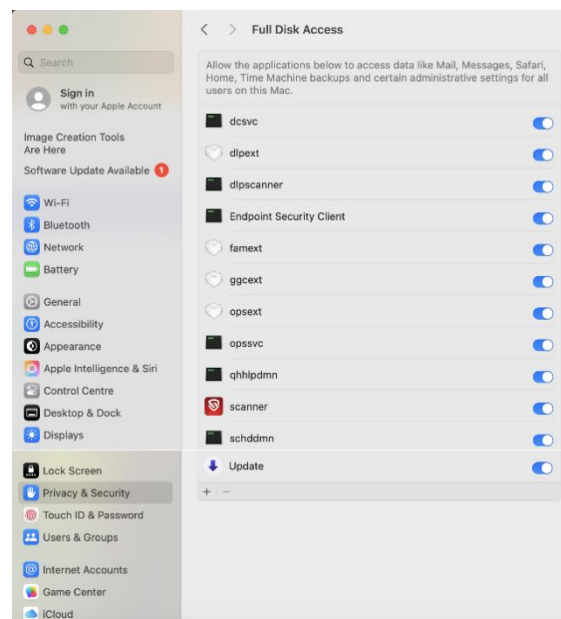 Full Disk Access
Search
Sign in
with your Apple Account
Image Creation Tools
Are Here
Software Update Available 1
Wi-Fi
Bluetooth
Network
Battery
General
Accessibility
Appearance
Apple Intelligence & Siri
Control Centre
Desktop & Dock
Displays
Lock Screen
Privacy & Security
Touch ID & Password
Users & Groups
Internet Accounts
Game Center
iCloud
Allow the applications below to access data like Mail, Messages, Safari,
Home, Time Machine backups and certain administrative settings for all
users on this Mac.
dcsvc
dlpext
dlpscanner
Endpoint Security Client
famext
ggcext
opsext
opssvc
qhhlpdmn
scanner
schddmn
Update